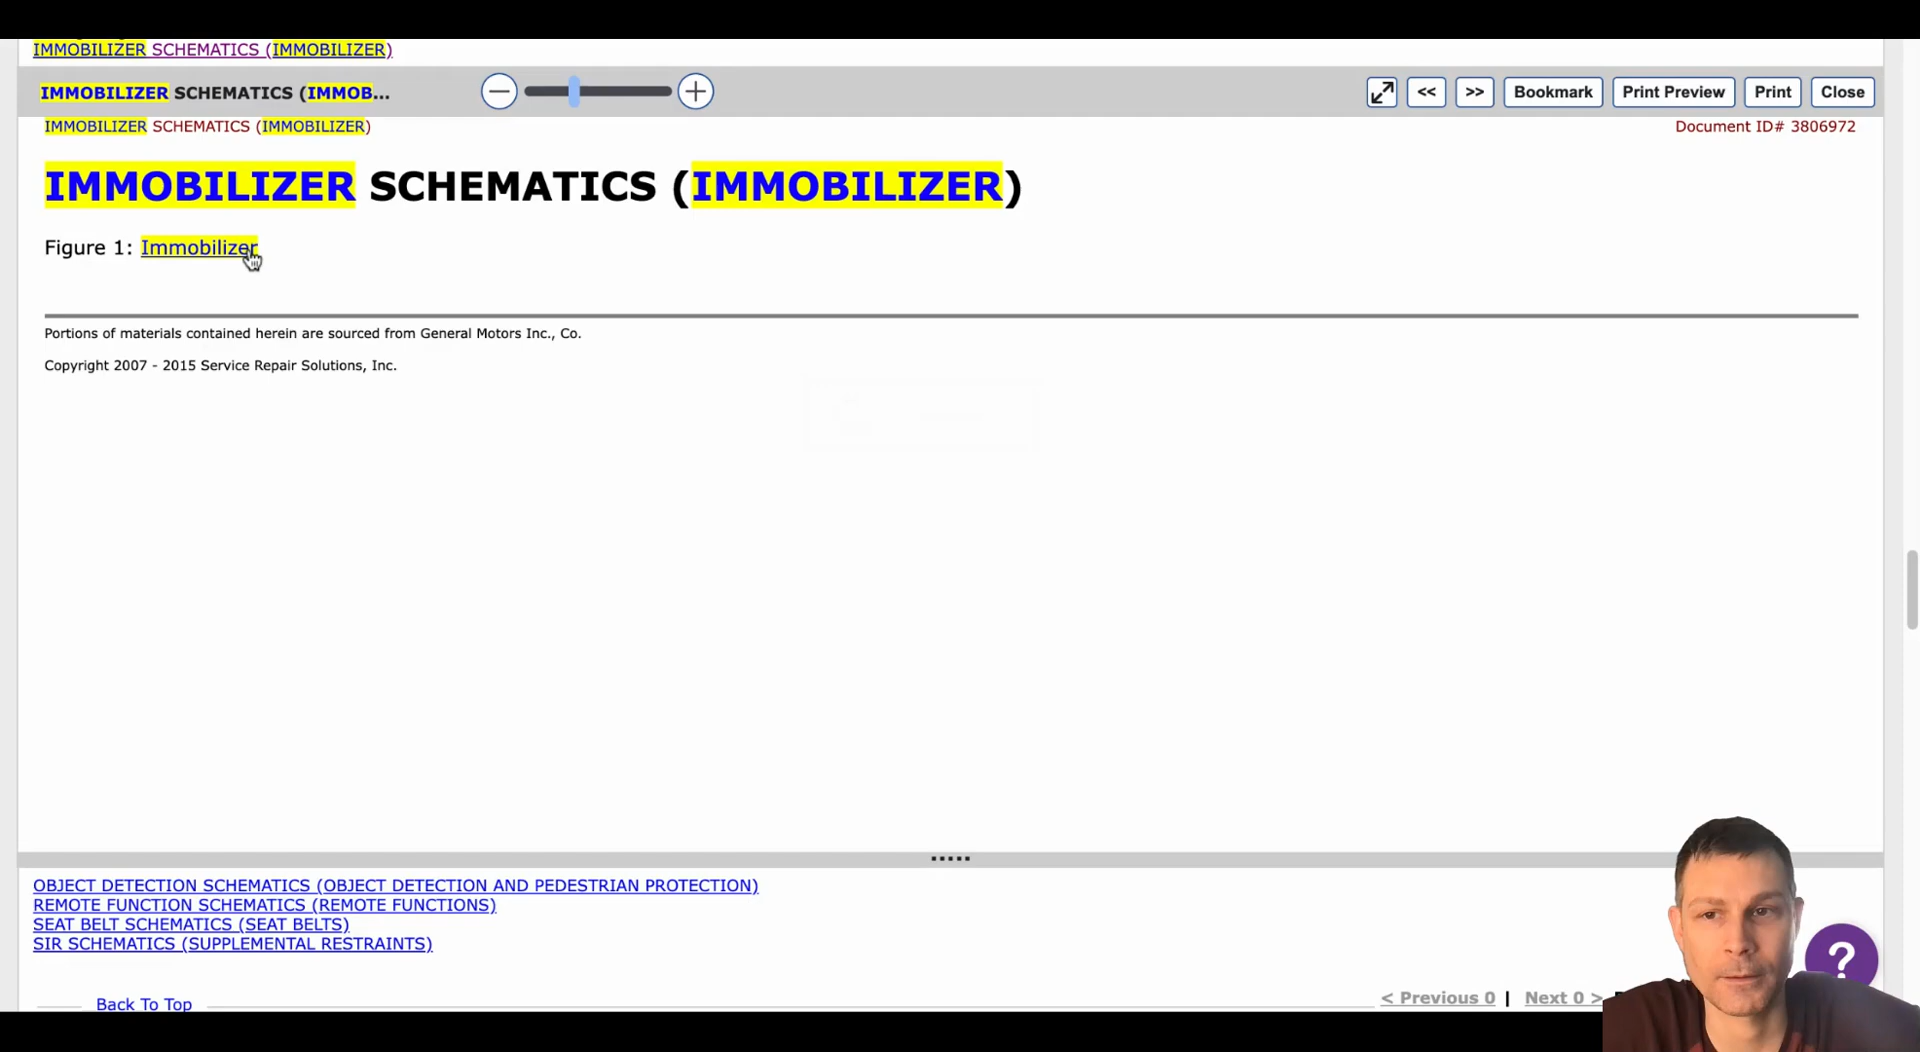 IMMOBILIZER SCHEMATICS (IMMOBILIZER)
IMMOBILIZER SCHEMATICS (IMMOB...
<<
>>
Bookmark
Print Preview
Print
Close
IMMOBILIZER SCHEMATICS (IMMOBILIZER)
Document ID# 3806972
IMMOBILIZER SCHEMATICS (IMMOBILIZER)
Figure 1: Immobilizer
Portions of materials contained herein are sourced from General Motors Inc., Co.
Copyright 2007 - 2015 Service Repair Solutions, Inc.
OBJECT DETECTION SCHEMATICS (OBJECT DETECTION AND PEDESTRIAN PROTECTION)
REMOTE FUNCTION SCHEMATICS (REMOTE FUNCTIONS)
SEAT BELT SCHEMATICS (SEAT BELTS)
SIR SCHEMATICS (SUPPLEMENTAL RESTRAINTS)
?
Back To Top
< Previous 0 | Next 0 >